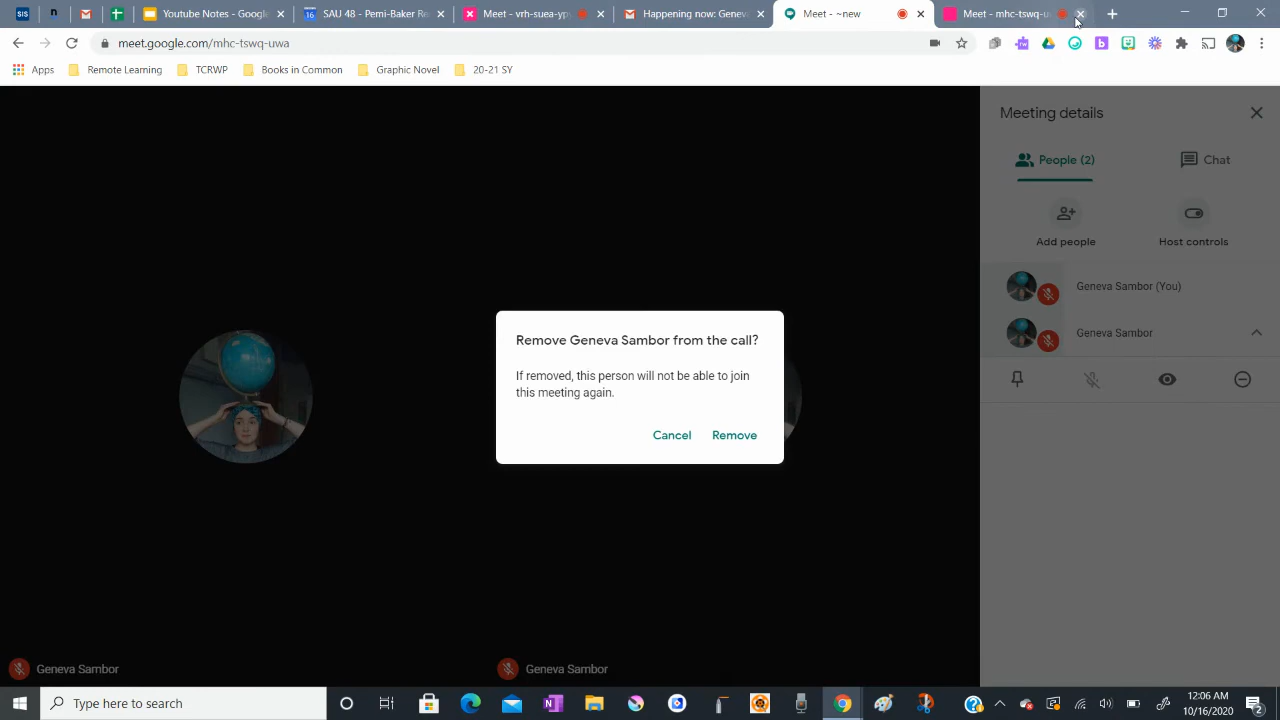 SIS
n
Youtube Notes - Google
16 SAU 48 - Pemi-Baker Re
Meet - vrh-suea-yp
Happening now: Genev
Meet - ~new
Meet - mhc-tswq-u
meet.google.com/mhc-tswq-uwa
Apps
Remote Learning
TCRWP
Books in Common
Graphic Novel
20-21 SY
Meeting details
People (2)
Chat
Add people
Host controls
Geneva Sambor (You)
Geneva Sambor
Remove Geneva Sambor from the call?
If removed, this person will not be able to join
this meeting again.
Cancel
Remove
Geneva Sambor
Geneva Sambor
Type here to search
12:06 AM
10/16/2020
2